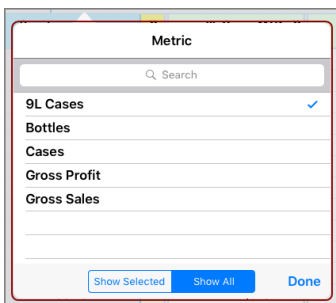 Metric
Search
9L Cases
Bottles
Cases
Gross Profit
Gross Sales
Show Selected Show All Done